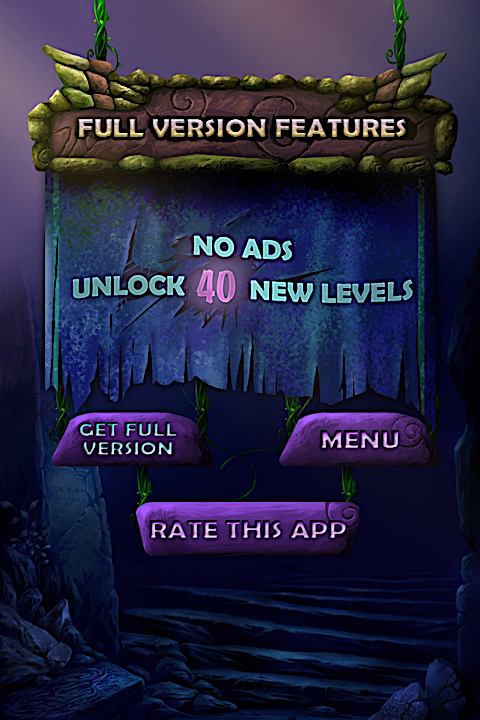 FULL VERSION FEATURES
NO ADS
UNLOCK 40 NEW LEVELS
GET FULL
VERSION
MENU
RATE THIS APP